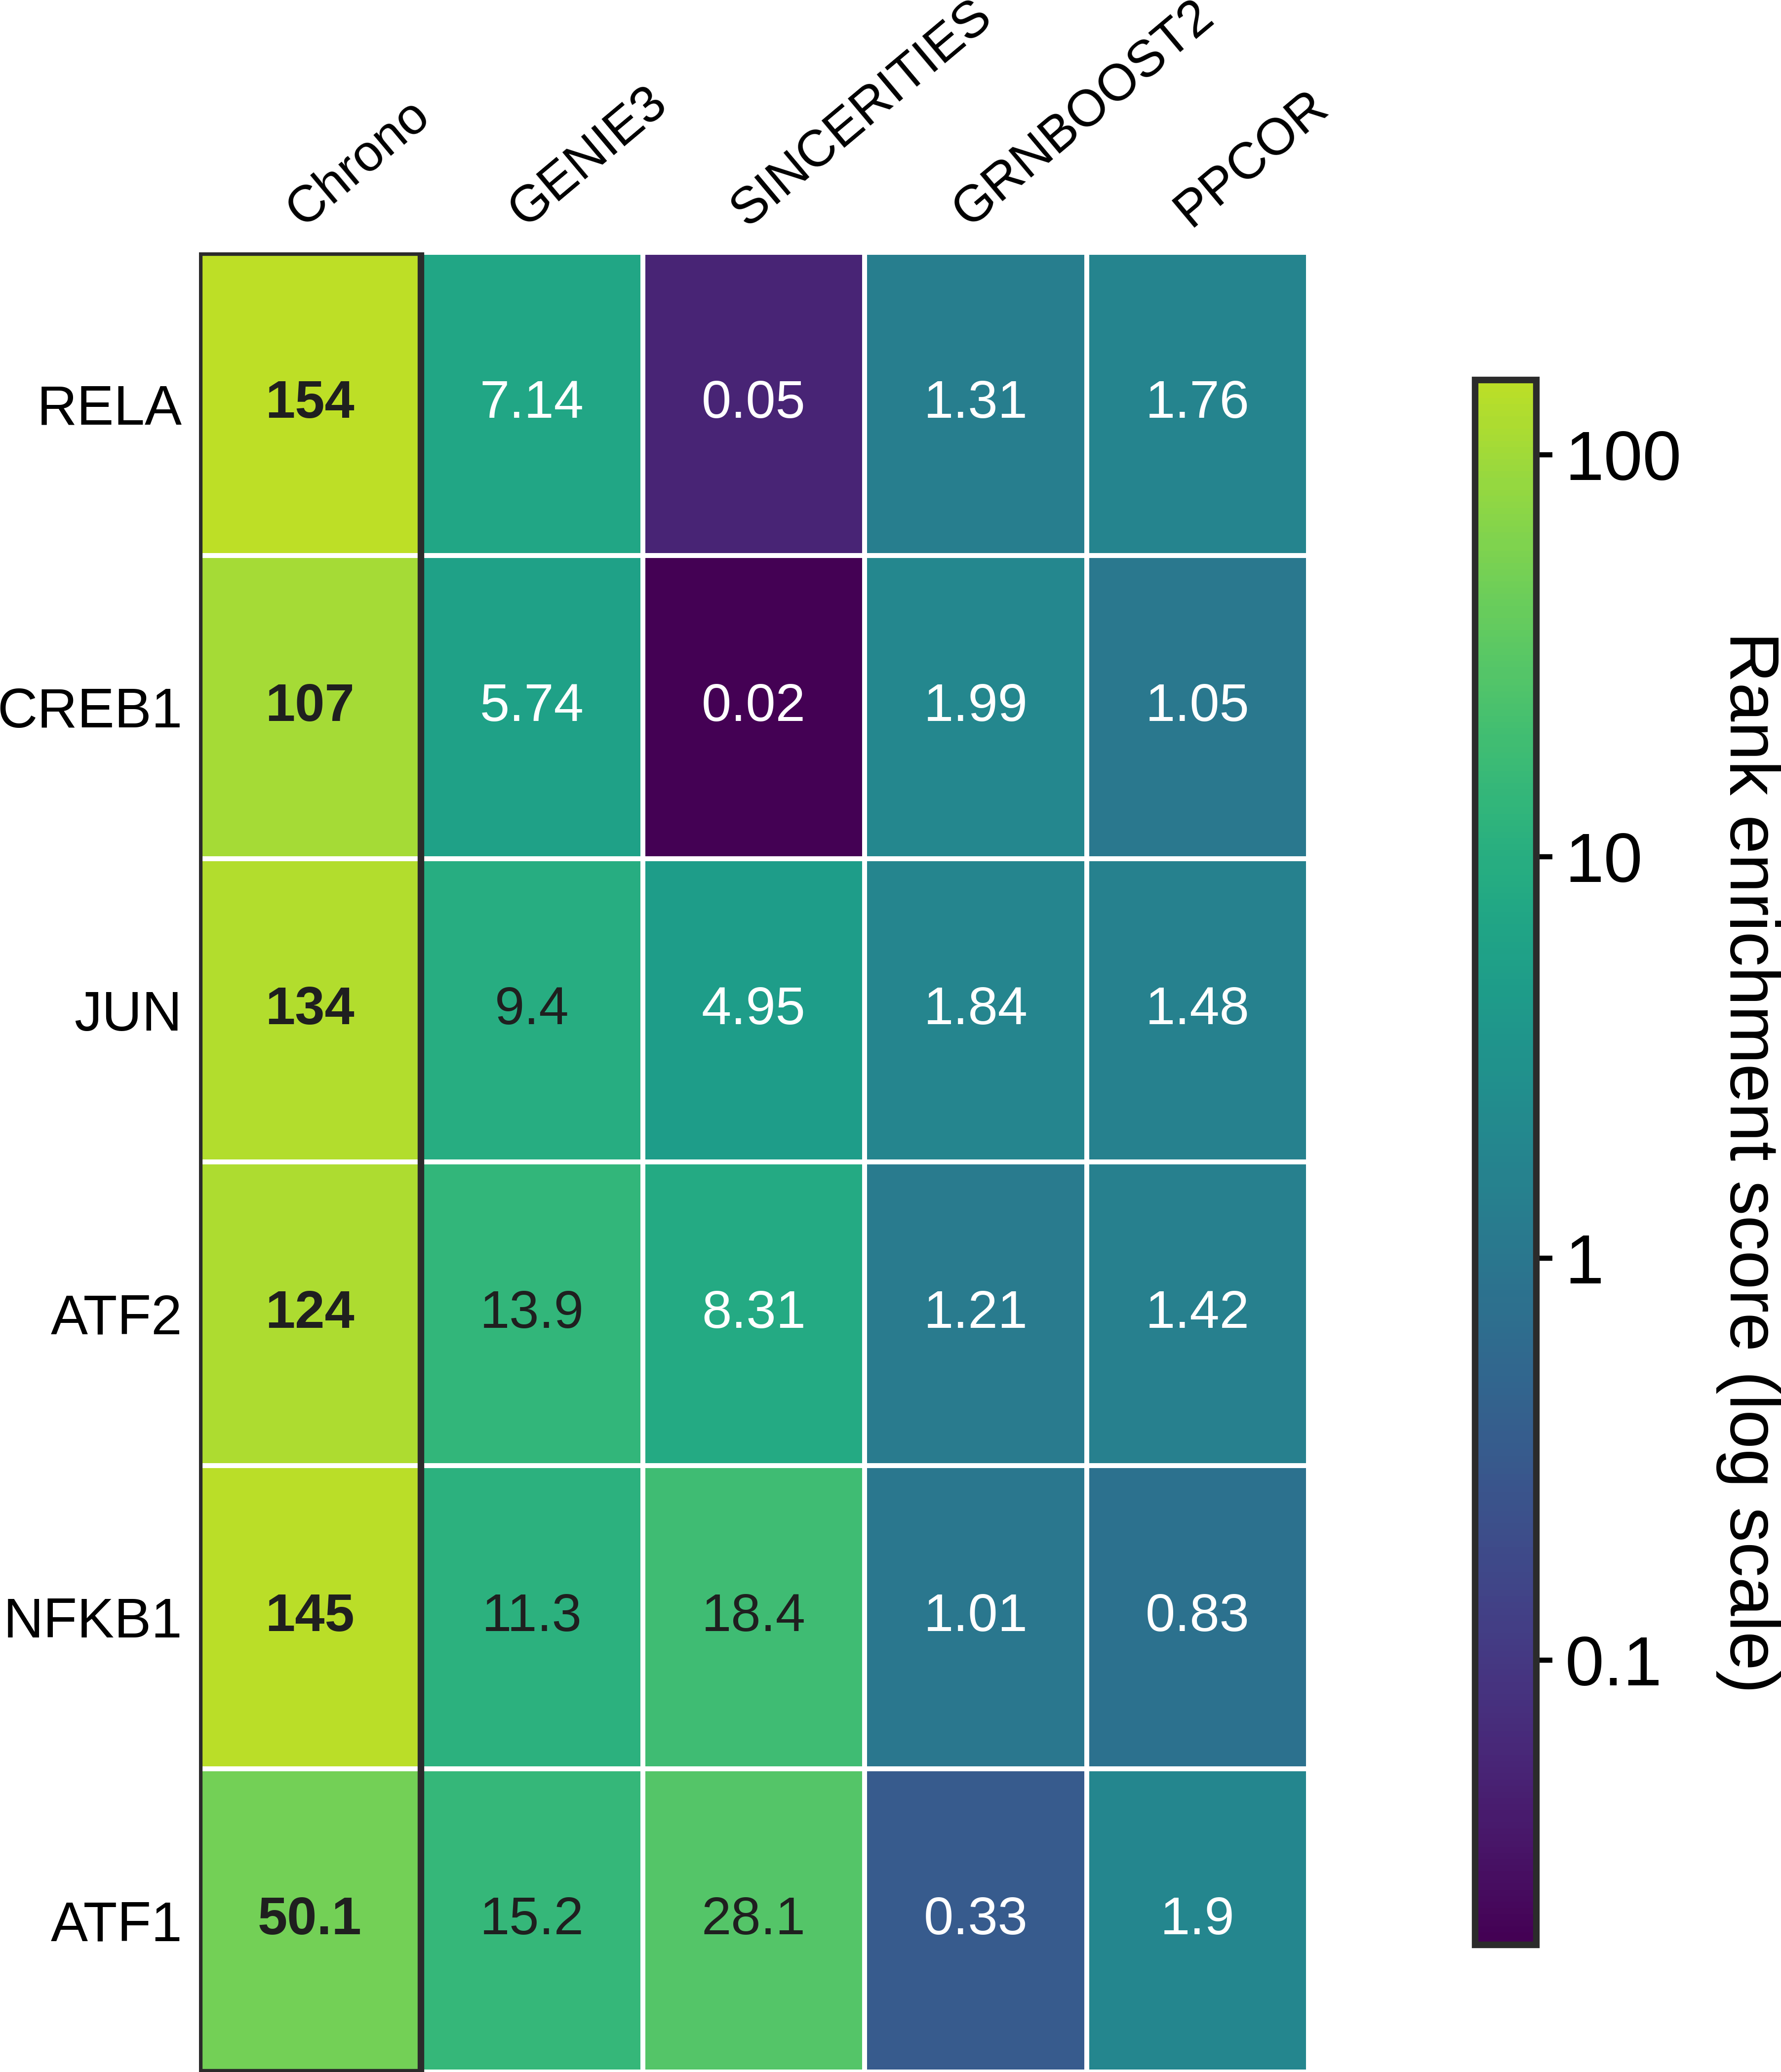 Chrono
GENIE3
SINCERITIES
GRNBOOST2
PPCOR
RELA 154 7.14 0.05 1.31 1.76
CREB1 107 5.74 0.02 1.99 1.05
JUN 134 9.4 4.95 1.84 1.48
ATF2 124 13.9 8.31 1.21 1.42
NFKB1 145 11.3 18.4 1.01 0.83
ATF1 50.1 15.2 28.1 0.33 1.9
100
10
1
0.1
Rank enrichment score (log scale)